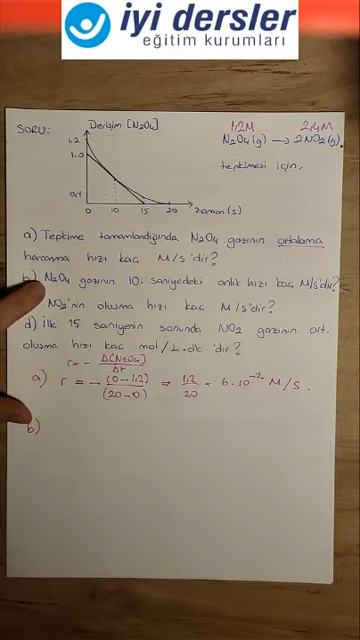 iyi dersler
eğitim kurumları
SORU:
Derişim [N₂O₄]
1,2
1,0
0,1
0 10 15 20 Zaman (s)
1,2M 2,4M
N₂O₄(g) → 2NO₂(g)
tepkimesi için,
a) Tepkime tamamlandığında N₂O₄ gazının ortalama
harcanma hızı kaç M/s'dir?
b) N₂O₄ gazının 10. saniyedeki anlık hızı kaç M/s'dir?
NO₂'nin oluşma hızı kaç M/s'dir?
d) İlk 15 saniyenin sonunda NO₂ gazının ort.
oluşma hızı kaç mol/L.dk'dir?
r = - Δ[N₂O₄] / Δt
a) r = - (0-1,2) / (20-0) = 1,2 / 20 = 6.10⁻² M/s.
b)